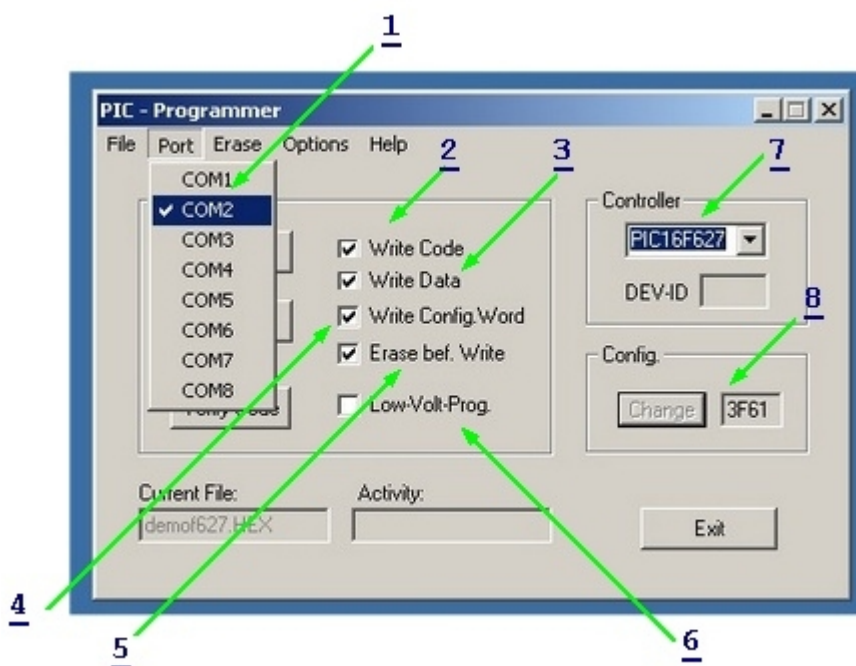 1
PIC - Programmer
File Port Erase Options Help
2
3
7
COM1
COM2
COM3
COM4
COM5
COM6
COM7
COM8
Write Code
Write Data
Write Config.Word
Erase bef. Write
Low-Volt-Prog.
Controller
PIC16F627
DEV-ID
8
Config.
Change 3F61
Current File:
demof627.HEX
Activity:
Exit
4
5
6